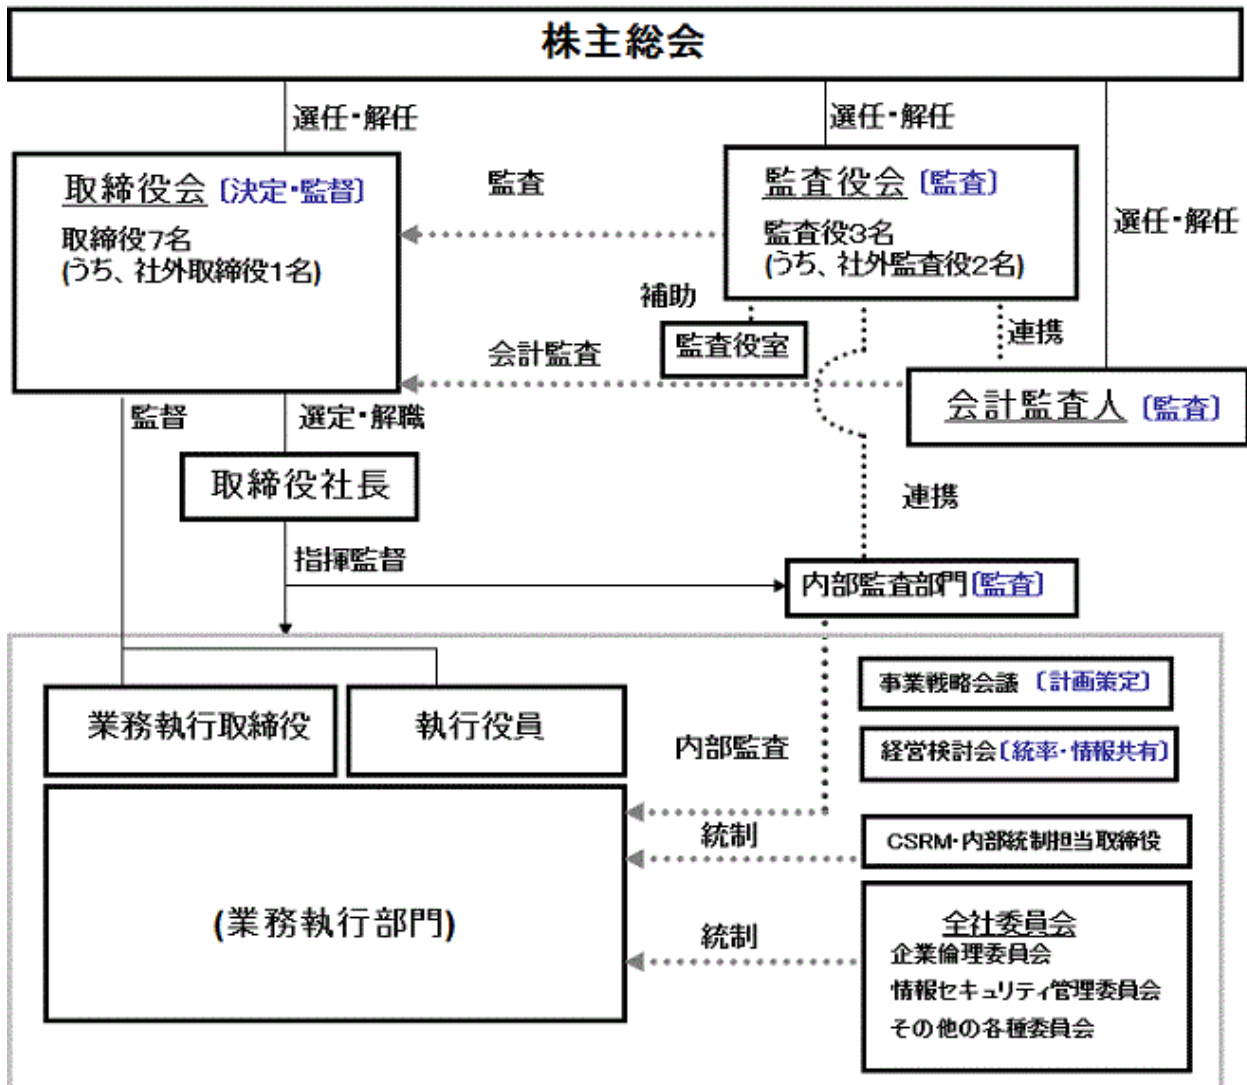 株主総会
選任・解任
選任・解任
取締役会〔決定・監督〕
取締役7名
(うち、社外取締役1名)
監査
監査役会〔監査〕
監査役3名
(うち、社外監査役2名)
選任・解任
補助
監査役室
連携
会計監査
会計監査人〔監査〕
監督
選定・解職
取締役社長
連携
指揮監督
内部監査部門〔監査〕
業務執行取締役
執行役員
事業戦略会議〔計画策定〕
経営検討会〔統率・情報共有〕
内部監査
統制
CSRM・内部統制担当取締役
(業務執行部門)
統制
全社委員会
企業倫理委員会
情報セキュリティ管理委員会
その他の各種委員会